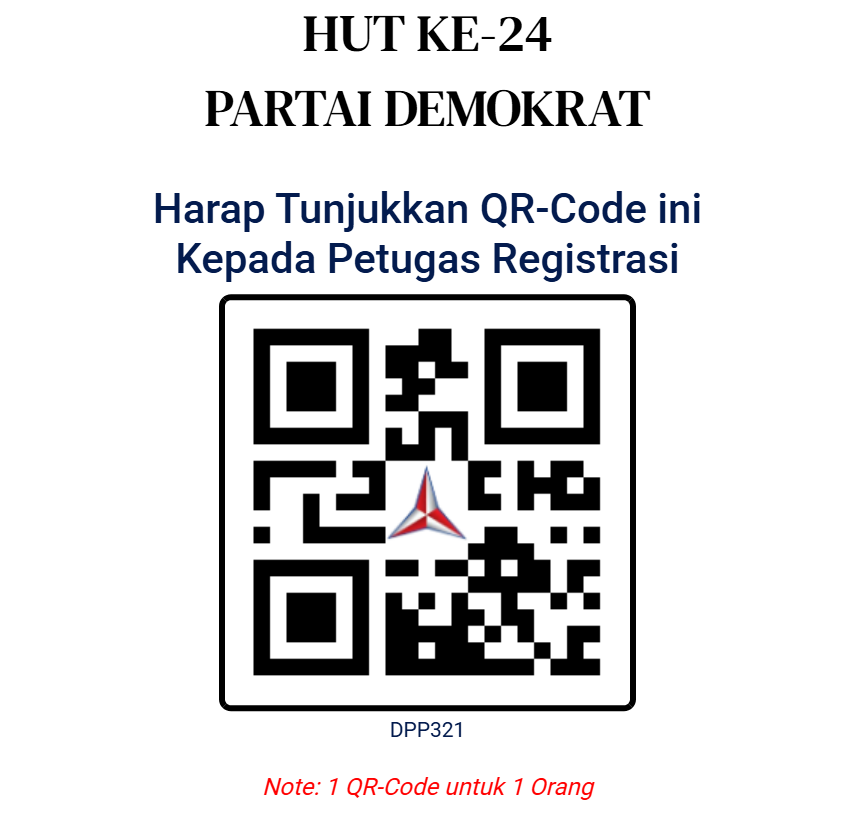 HUT KE-24
PARTAI DEMOKRAT
Harap Tunjukkan QR-Code ini
Kepada Petugas Registrasi
DPP321
Note: 1 QR-Code untuk 1 Orang